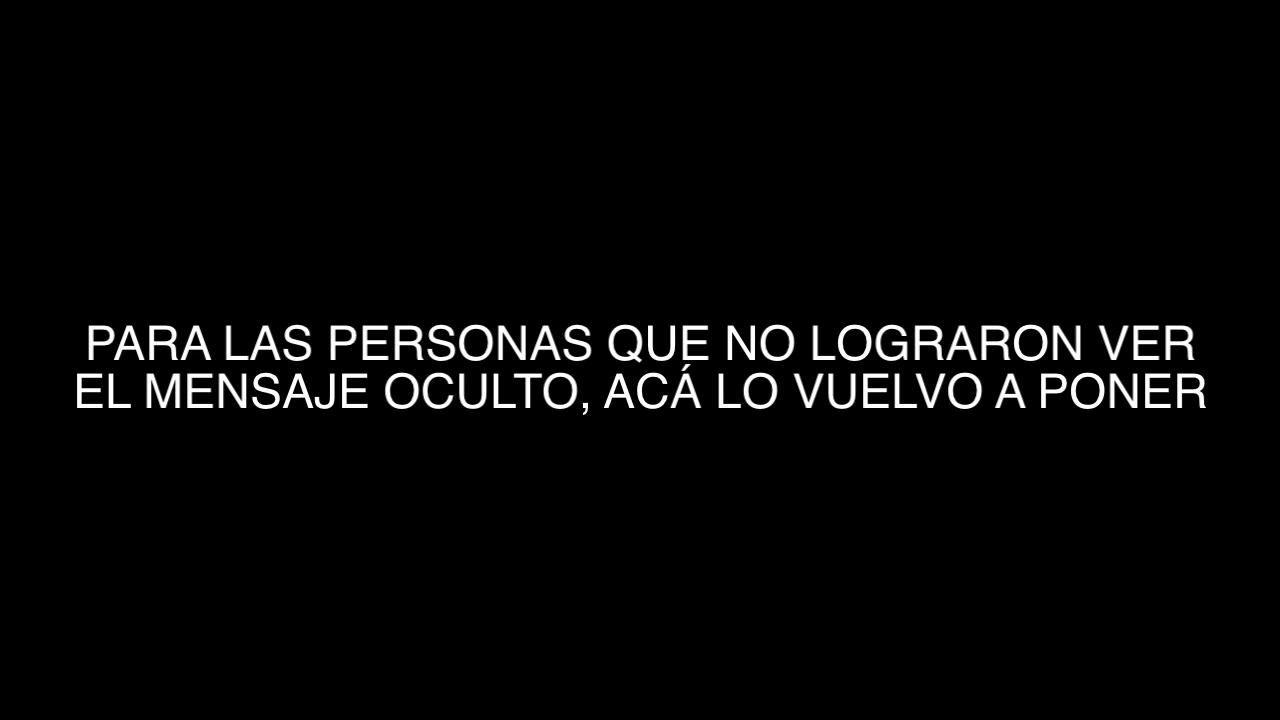 PARA LAS PERSONAS QUE NO LOGRARON VER
EL MENSAJE OCULTO, ACÁ LO VUELVO A PONER